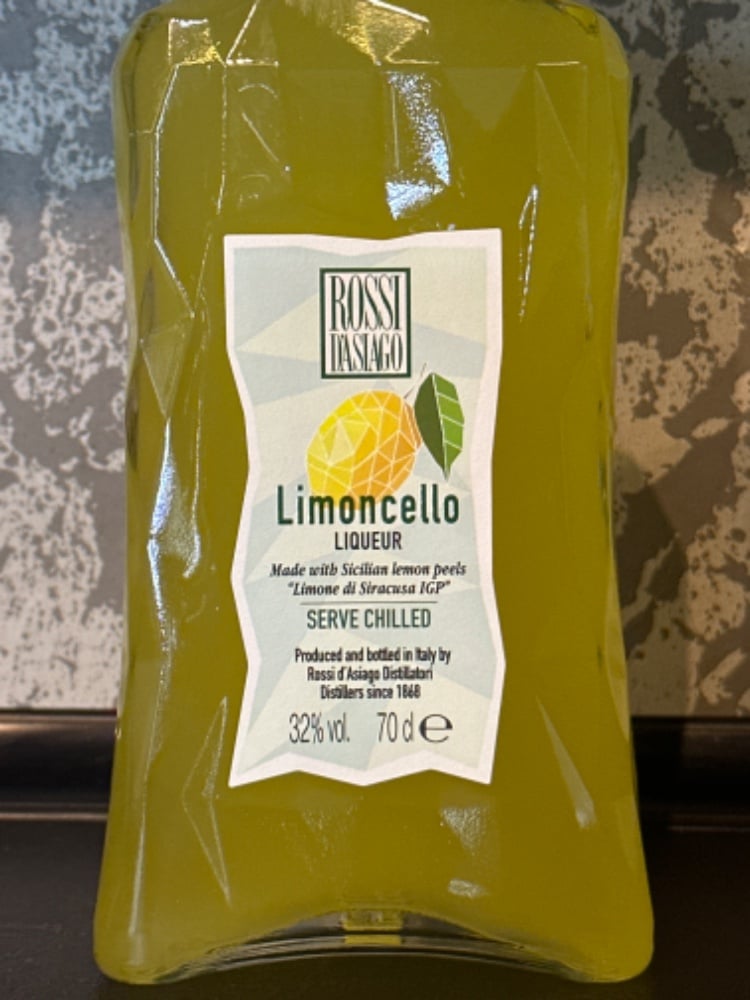 ROSSI
D'ASIAGO
Limoncello
LIQUEUR
Made with Sicilian lemon peels
"Limone di Siracusa IGP"
SERVE CHILLED
Produced and bottled in Italy by
Rossi d'Asiago Distillatori
Distillers since 1868
32% vol. 70 cl ℮